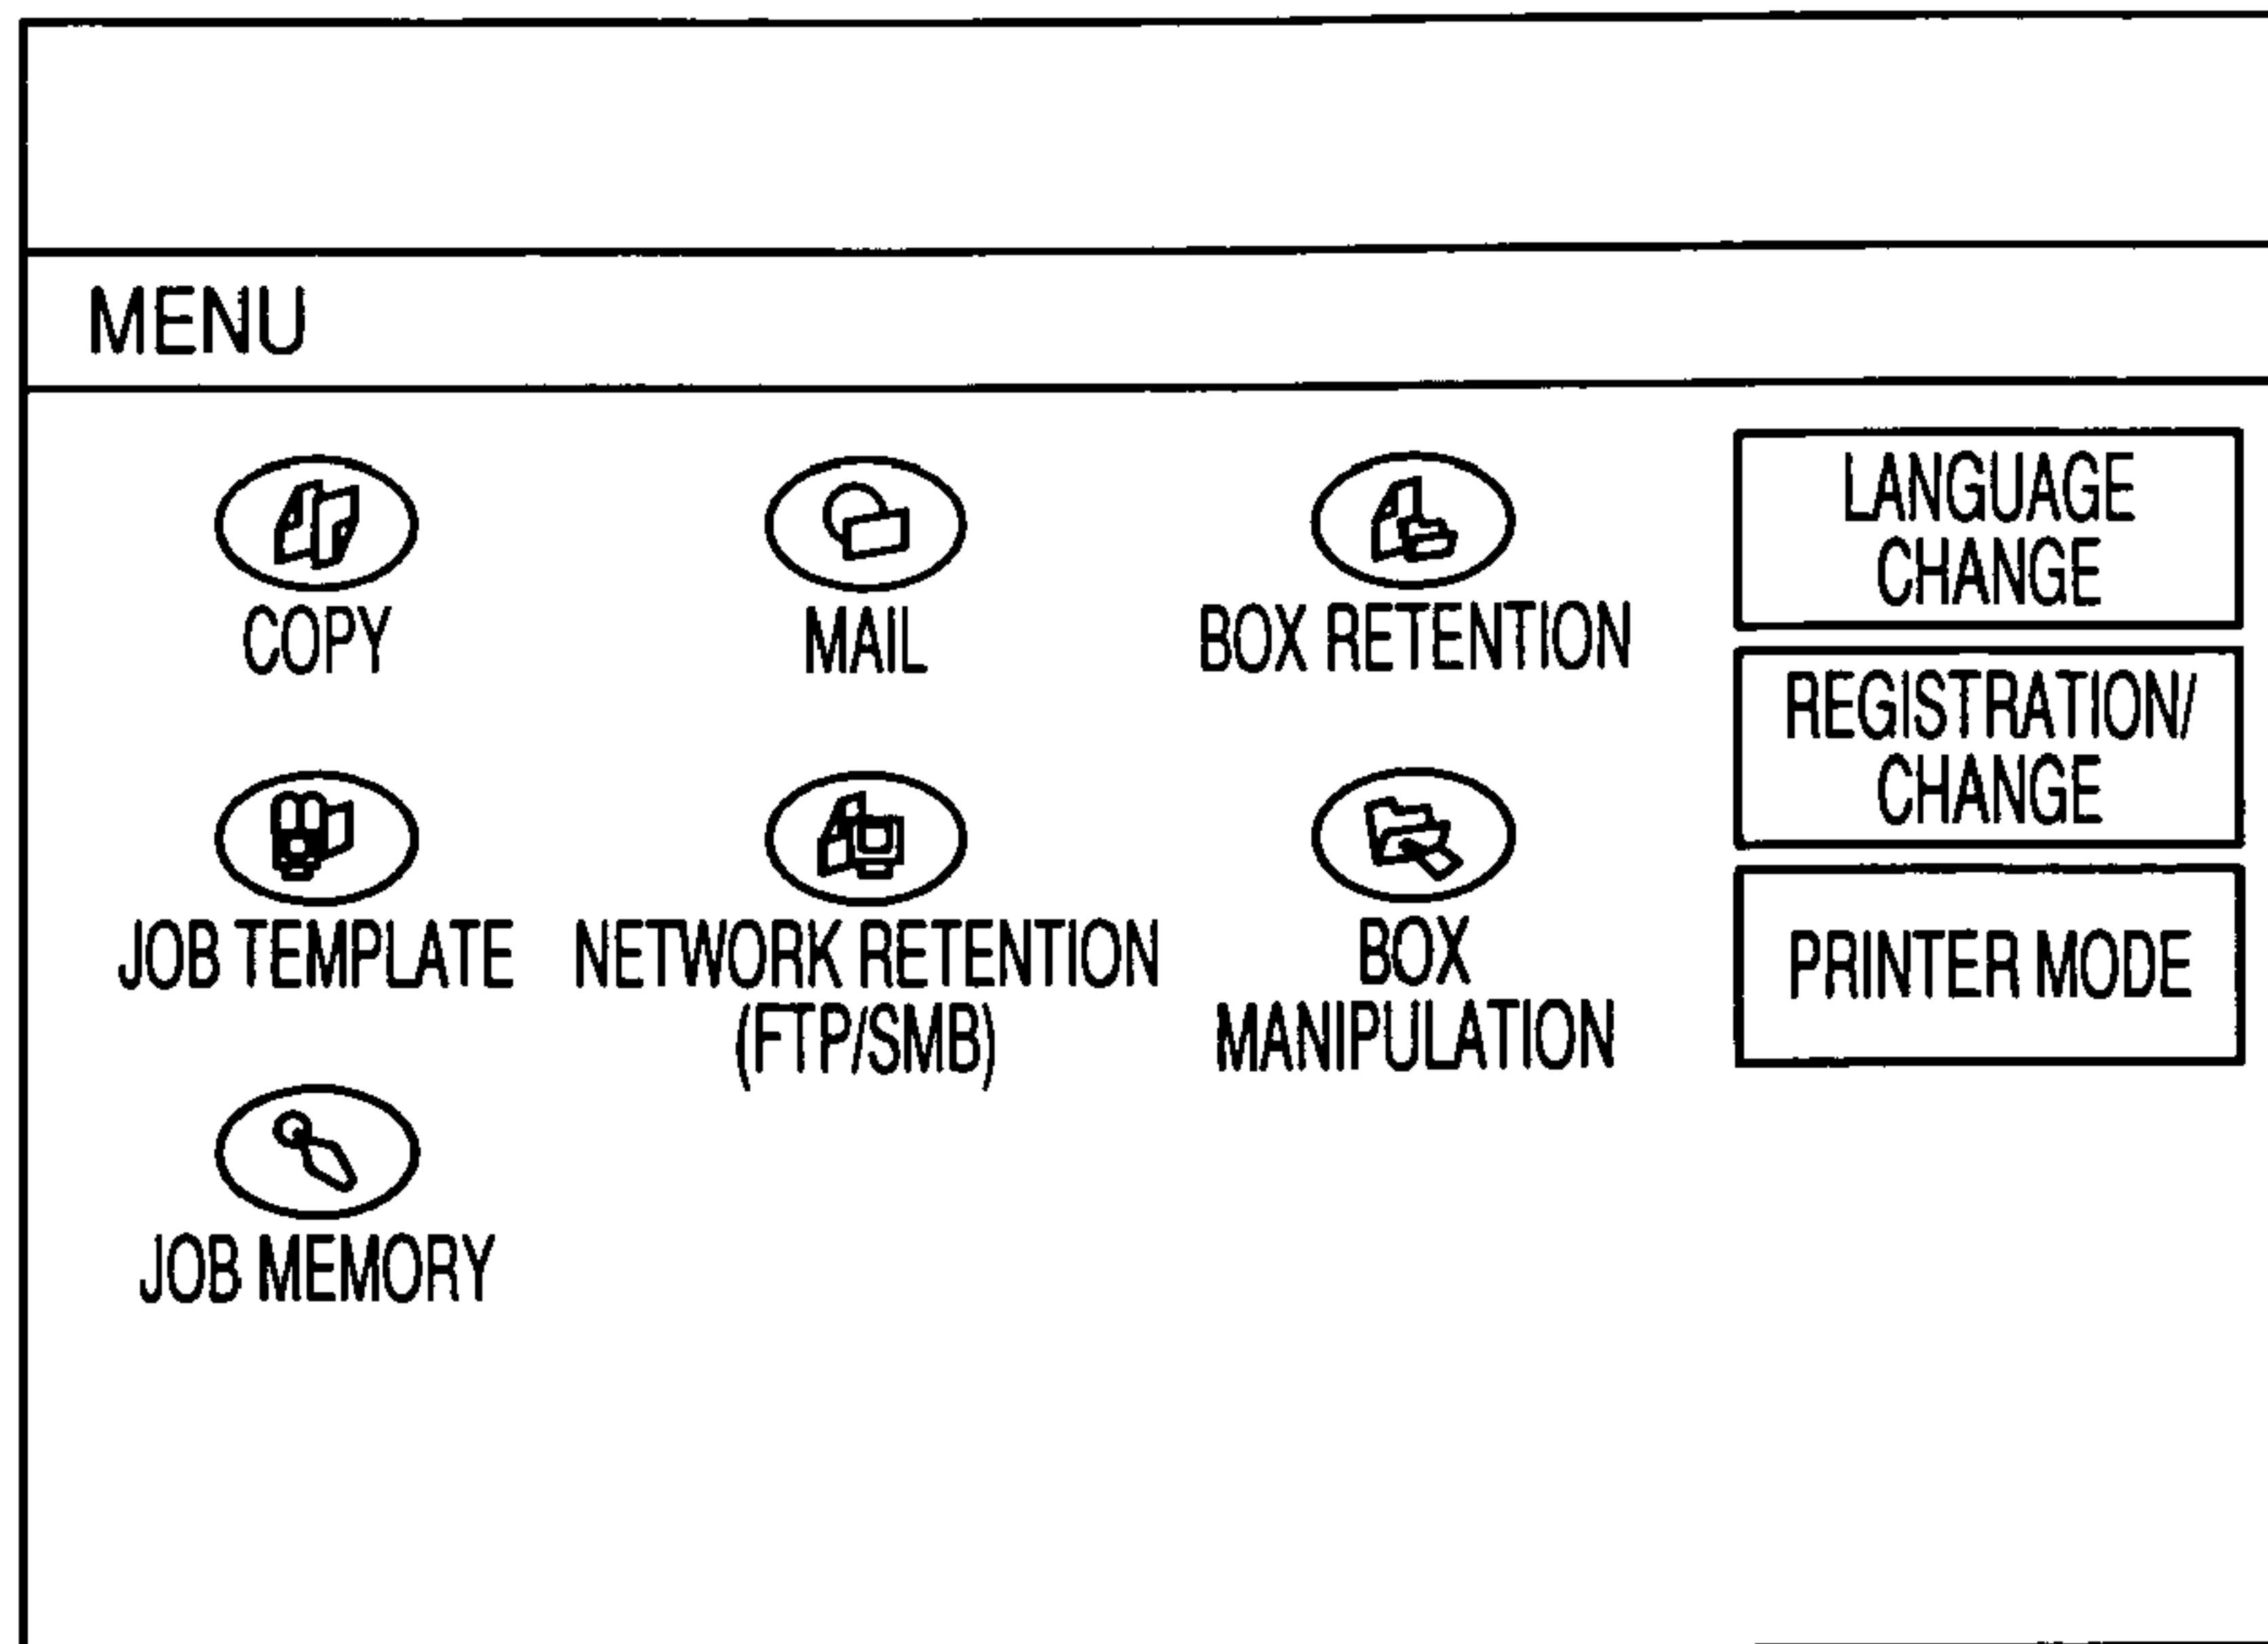 MENU
COPY
MAIL
BOX RETENTION
LANGUAGE
CHANGE
REGISTRATION/
CHANGE
PRINTER MODE
JOB TEMPLATE
NETWORK RETENTION
(FTP/SMB)
BOX
MANIPULATION
JOB MEMORY